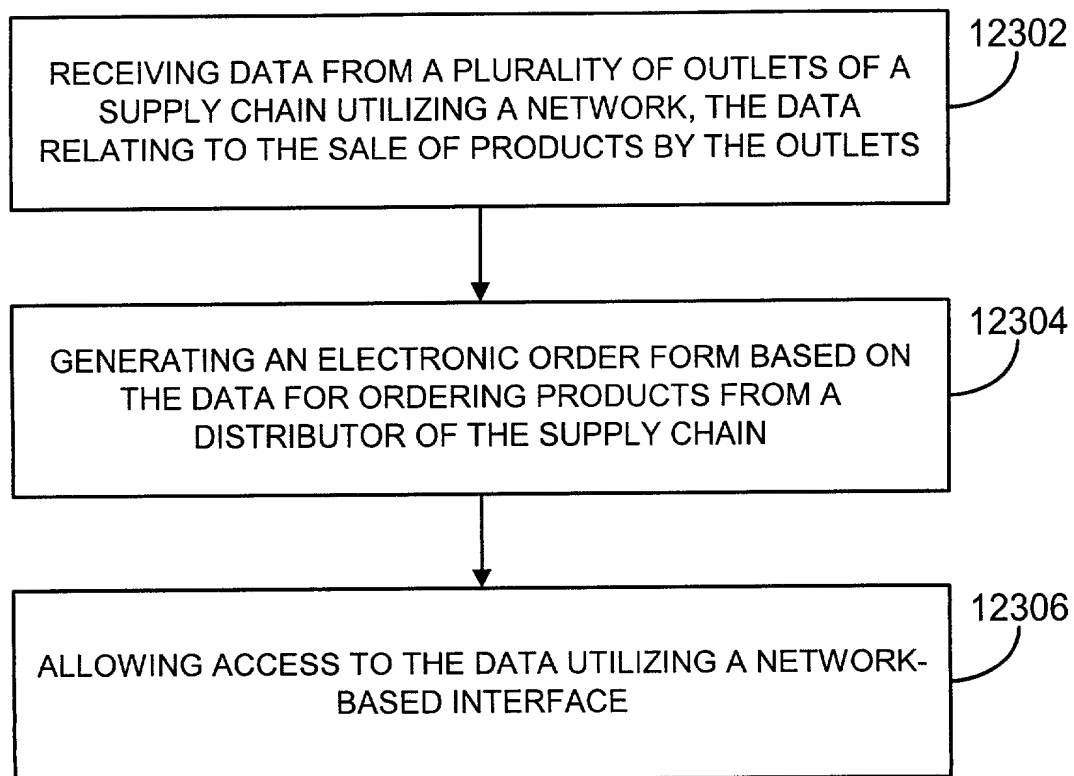 12302
RECEIVING DATA FROM A PLURALITY OF OUTLETS OF A
SUPPLY CHAIN UTILIZING A NETWORK, THE DATA
RELATING TO THE SALE OF PRODUCTS BY THE OUTLETS
12304
GENERATING AN ELECTRONIC ORDER FORM BASED ON
THE DATA FOR ORDERING PRODUCTS FROM A
DISTRIBUTOR OF THE SUPPLY CHAIN
12306
ALLOWING ACCESS TO THE DATA UTILIZING A NETWORK-
BASED INTERFACE